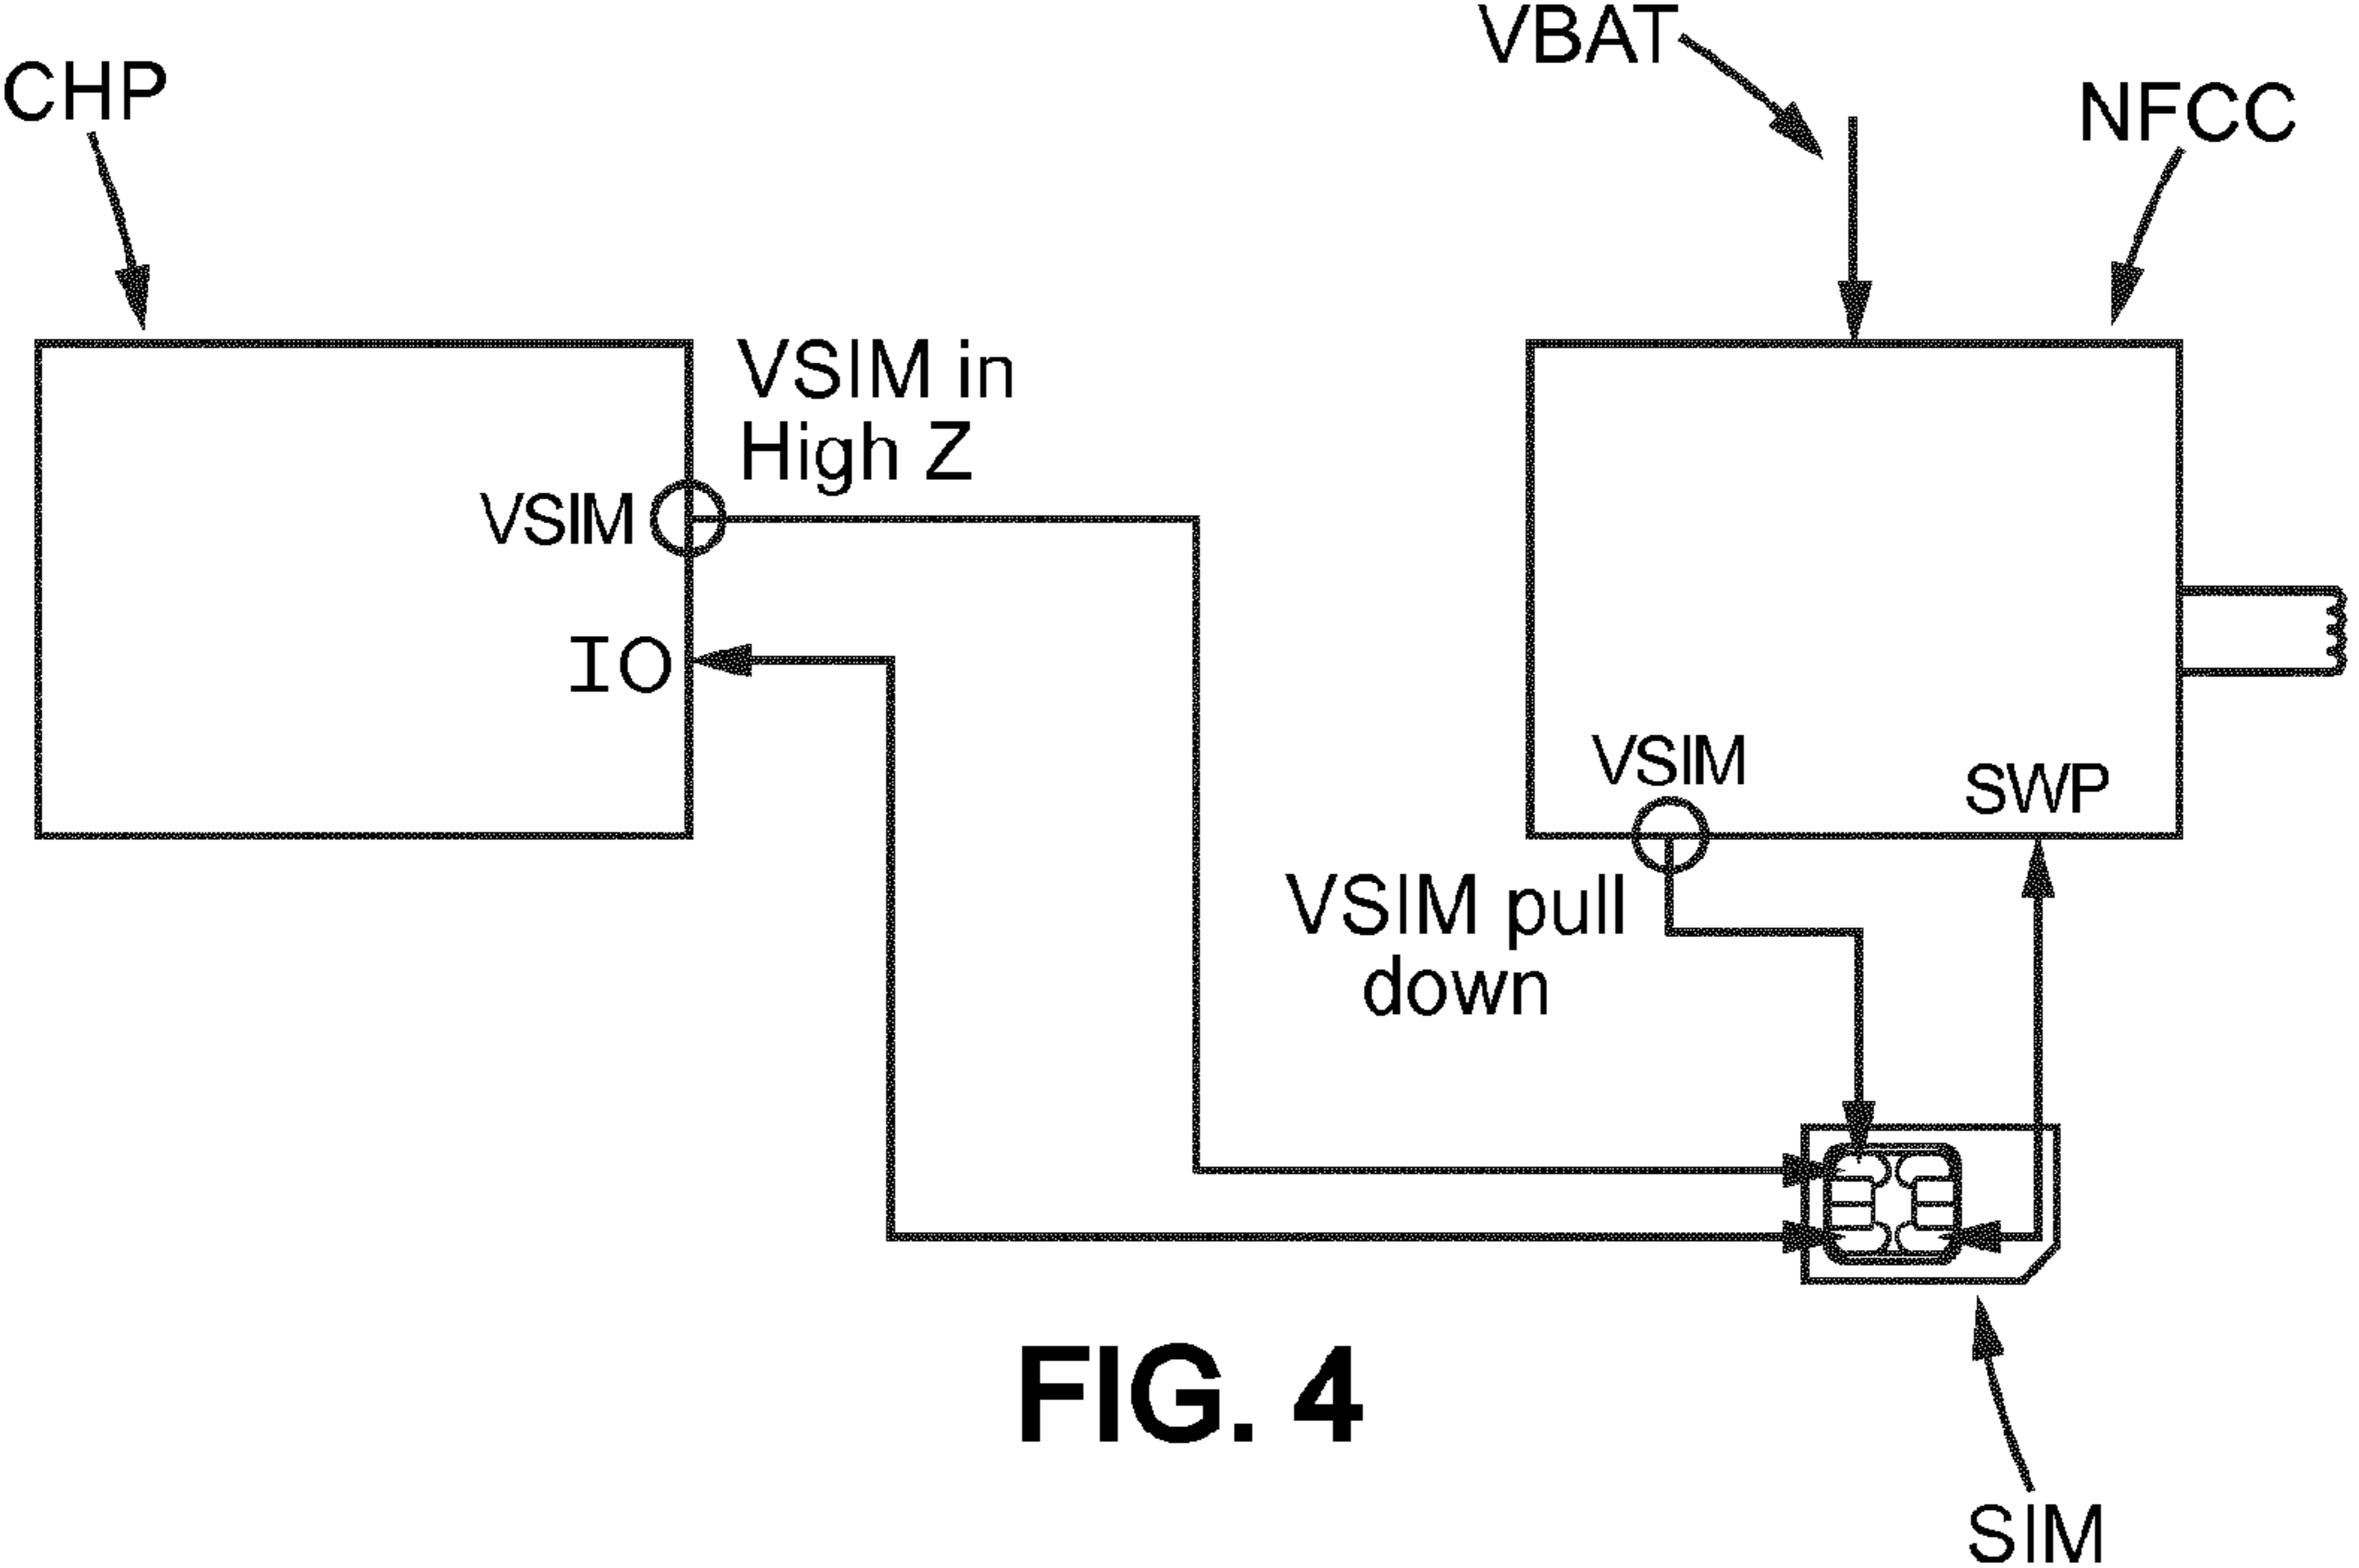 VBAT
CHP
NFCC
VSIM in
High Z
VSIM
IO
VSIM
SWP
VSIM pull
down
FIG. 4
SIM